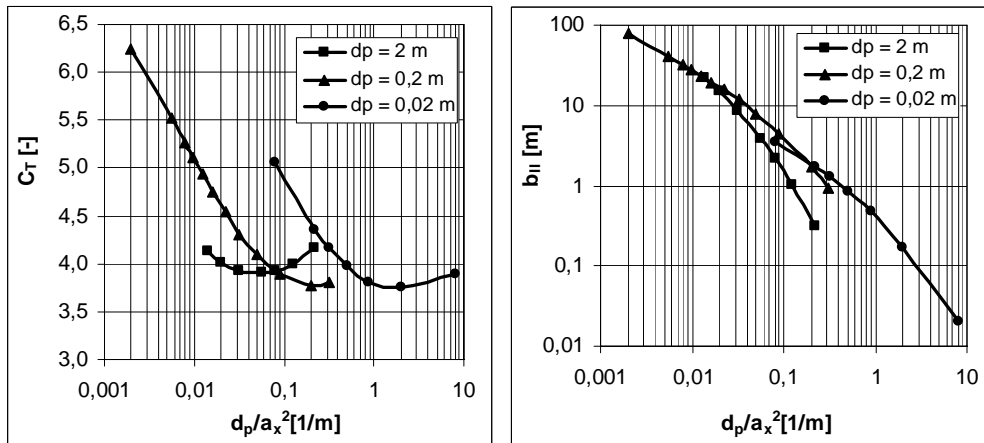 6,5
6,0
5,5
5,0
4,5
4,0
3,5
3,0
C_T [-]
dp = 2 m
dp = 0,2 m
dp = 0,02 m
0,001 0,01 0,1 1 10
d_p/a_x^2[1/m]
100
10
1
0,1
0,01
b_II [m]
dp = 2 m
dp = 0,2 m
dp = 0,02 m
0,001 0,01 0,1 1 10
d_p/a_x^2[1/m]